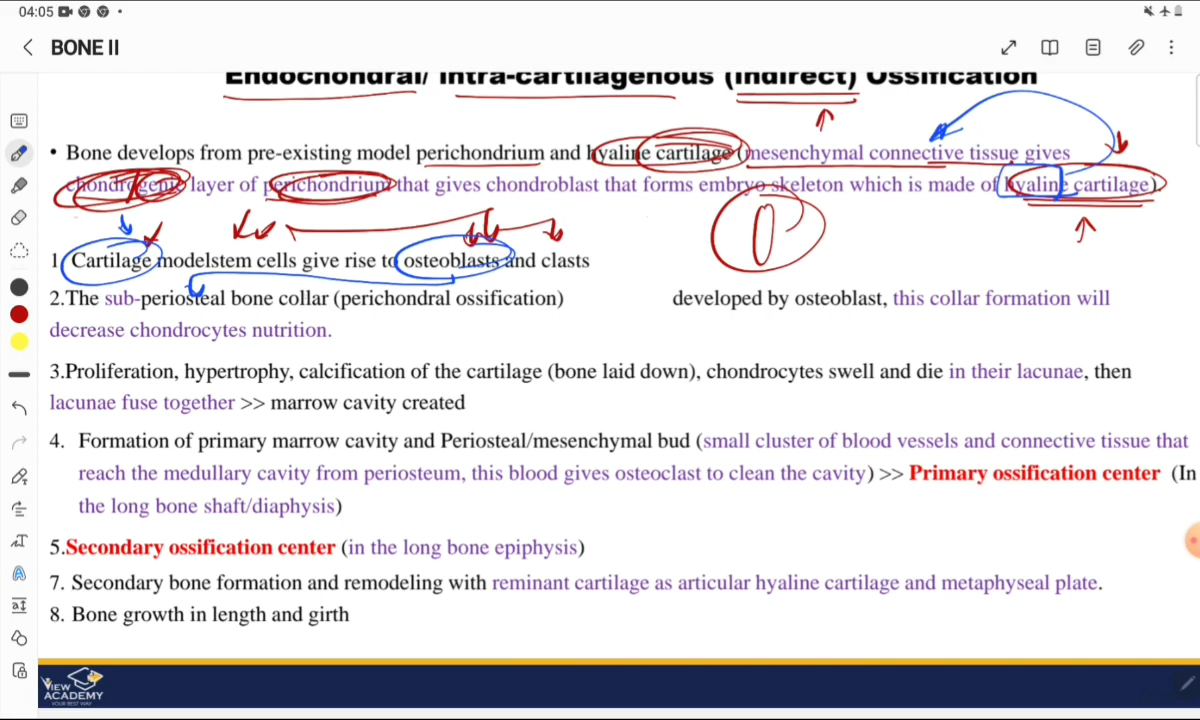 04:05
BONE II
Endochondral/ Intra-cartilagenous (Indirect) Ossification
• Bone develops from pre-existing model perichondrium and hyaline cartilage (mesenchymal connective tissue gives
chondrogenic layer of perichondrium that gives chondroblast that forms embryo skeleton which is made of hyaline cartilage).
1 Cartilage modelstem cells give rise to osteoblasts and clasts
2.The sub-periosteal bone collar (perichondral ossification) developed by osteoblast, this collar formation will
decrease chondrocytes nutrition.
3.Proliferation, hypertrophy, calcification of the cartilage (bone laid down), chondrocytes swell and die in their lacunae, then
lacunae fuse together >> marrow cavity created
4. Formation of primary marrow cavity and Periosteal/mesenchymal bud (small cluster of blood vessels and connective tissue that
reach the medullary cavity from periosteum, this blood gives osteoclast to clean the cavity) >> Primary ossification center (In
the long bone shaft/diaphysis)
5.Secondary ossification center (in the long bone epiphysis)
7. Secondary bone formation and remodeling with reminant cartilage as articular hyaline cartilage and metaphyseal plate.
8. Bone growth in length and girth
VIEW
ACADEMY
YOUR BEST WAY